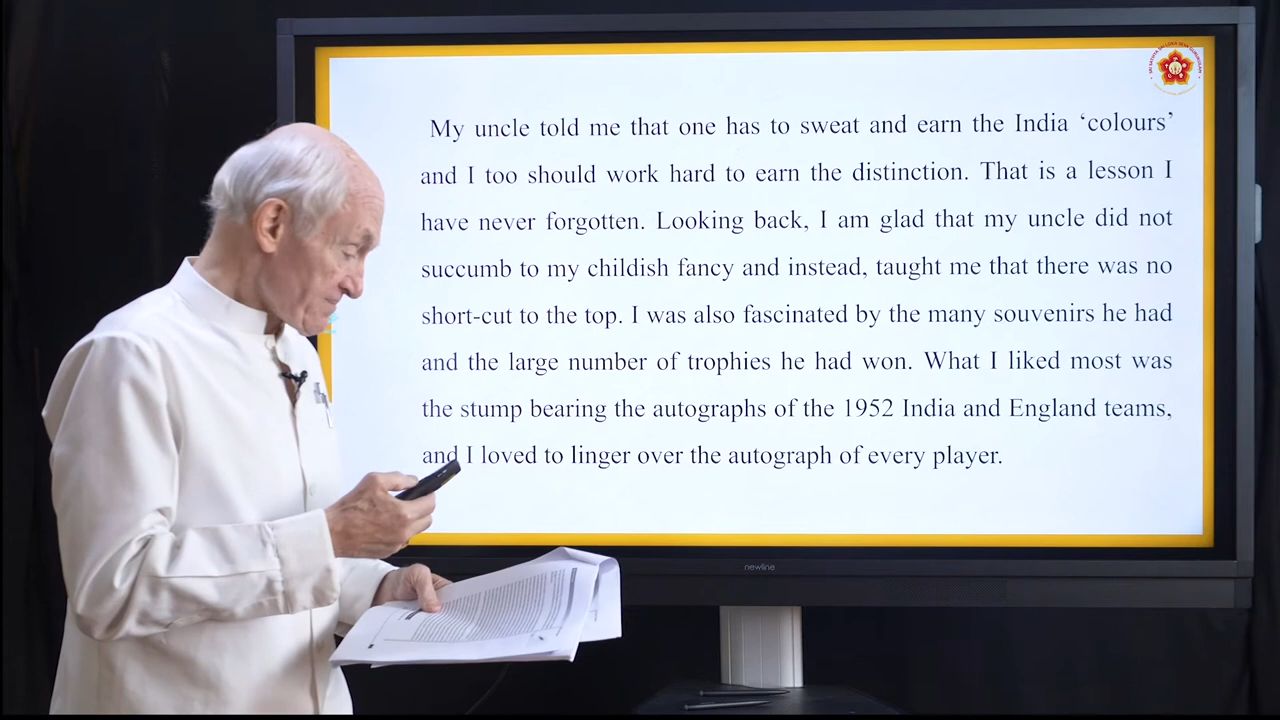 My uncle told me that one has to sweat and earn the India ‘colours’
and I too should work hard to earn the distinction. That is a lesson I
have never forgotten. Looking back, I am glad that my uncle did not
succumb to my childish fancy and instead, taught me that there was no
short-cut to the top. I was also fascinated by the many souvenirs he had
and the large number of trophies he had won. What I liked most was
the stump bearing the autographs of the 1952 India and England teams,
and I loved to linger over the autograph of every player.
newline